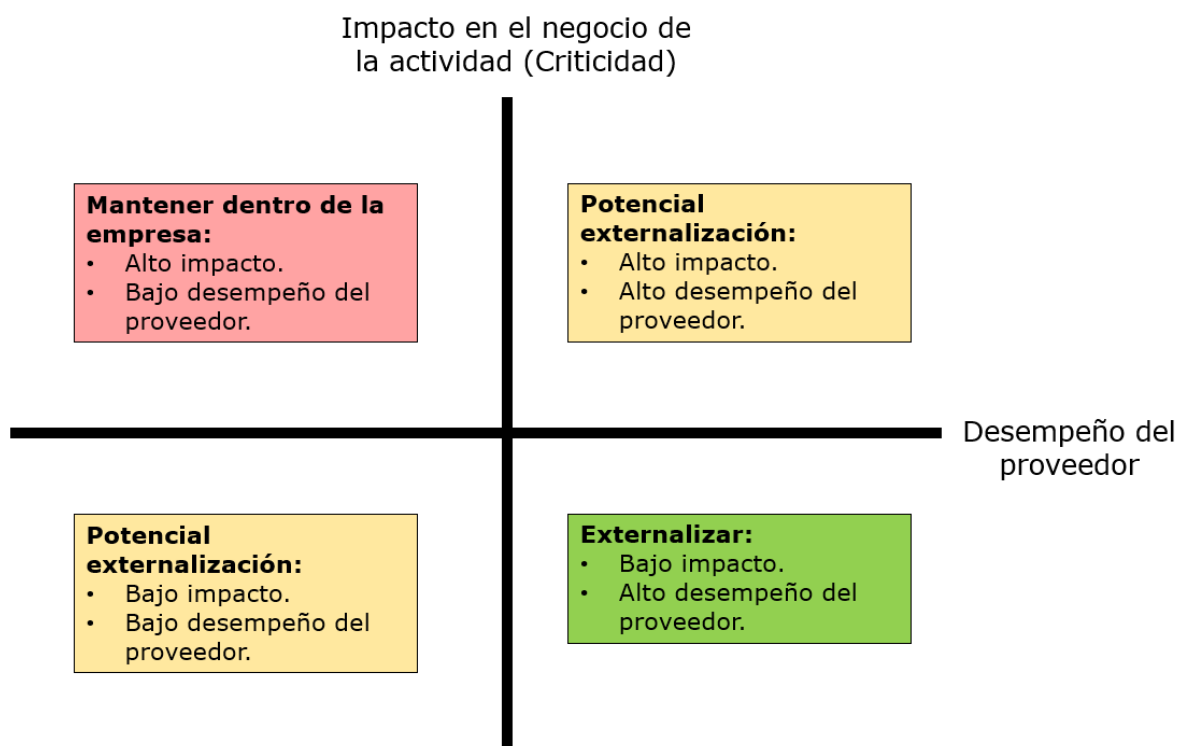 Impacto en el negocio de
la actividad (Criticidad)
Mantener dentro de la
empresa:
• Alto impacto.
• Bajo desempeño del
proveedor.
Potencial
externalización:
• Alto impacto.
• Alto desempeño del
proveedor.
Desempeño del
proveedor
Potencial
externalización:
• Bajo impacto.
• Bajo desempeño del
proveedor.
Externalizar:
• Bajo impacto.
• Alto desempeño del
proveedor.